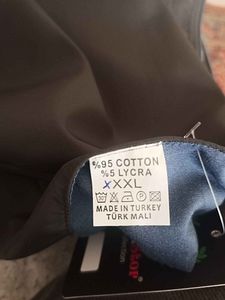 %95 COTTON
%5 LYCRA
XXXL
MADE IN TURKEY
TÜRK MALI